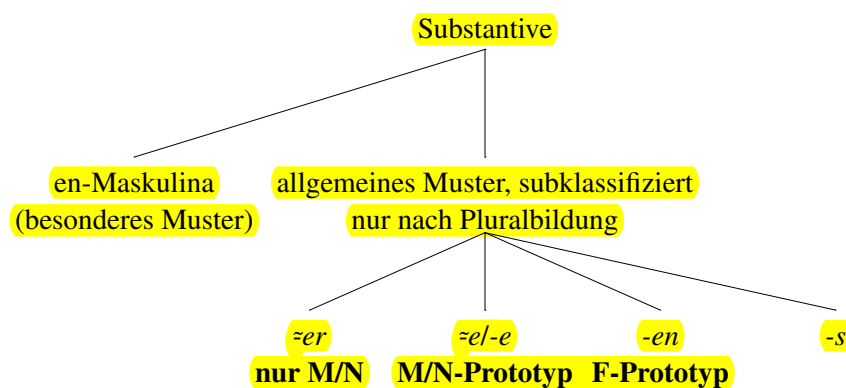 Substantive
en-Maskulina allgemeines Muster, subklassifiziert
(besonderes Muster) nur nach Pluralbildung
⸚er ⸚e/-e -en -s
nur M/N M/N-Prototyp F-Prototyp